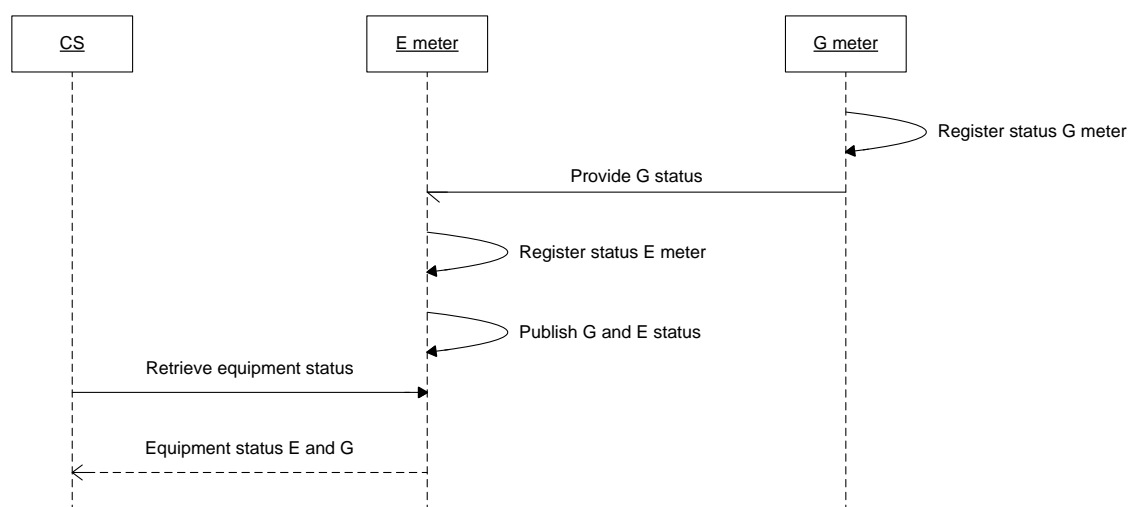 CS
E meter
G meter
Register status G meter
Provide G status
Register status E meter
Publish G and E status
Retrieve equipment status
Equipment status E and G